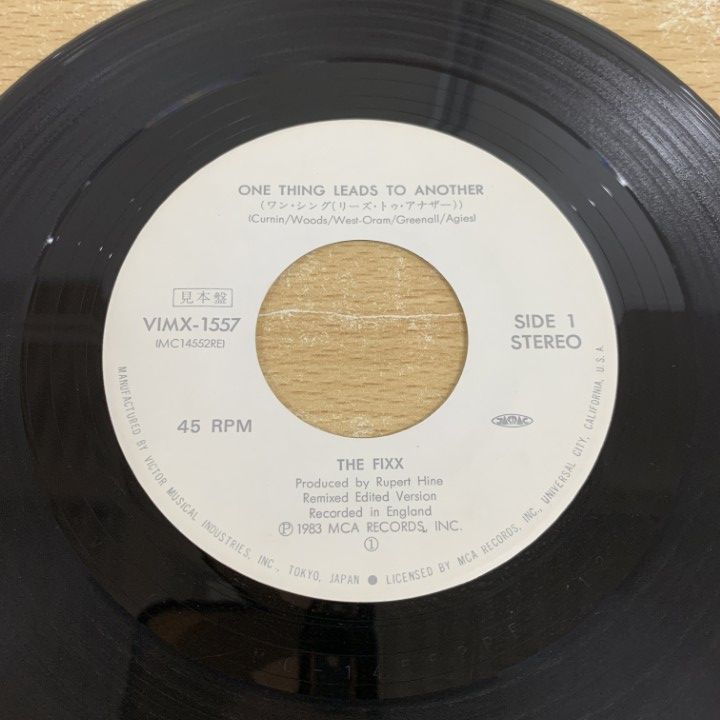 ONE THING LEADS TO ANOTHER
(ワン・シング(リーズ・トゥ・アナザー))
(Curnin/Woods/West-Oram/Greenall/Agies)
見本盤
VIMX-1557
(MC14552RE)
SIDE 1
STEREO
45 RPM
JASRAC
THE FIXX
Produced by Rupert Hine
Remixed Edited Version
Recorded in England
Ⓟ 1983 MCA RECORDS, INC.
①
MANUFACTURED BY VICTOR MUSICAL INDUSTRIES, INC., TOKYO, JAPAN ● LICENSED BY MCA RECORDS, INC., UNIVERSAL CITY, CALIFORNIA, U.S.A.